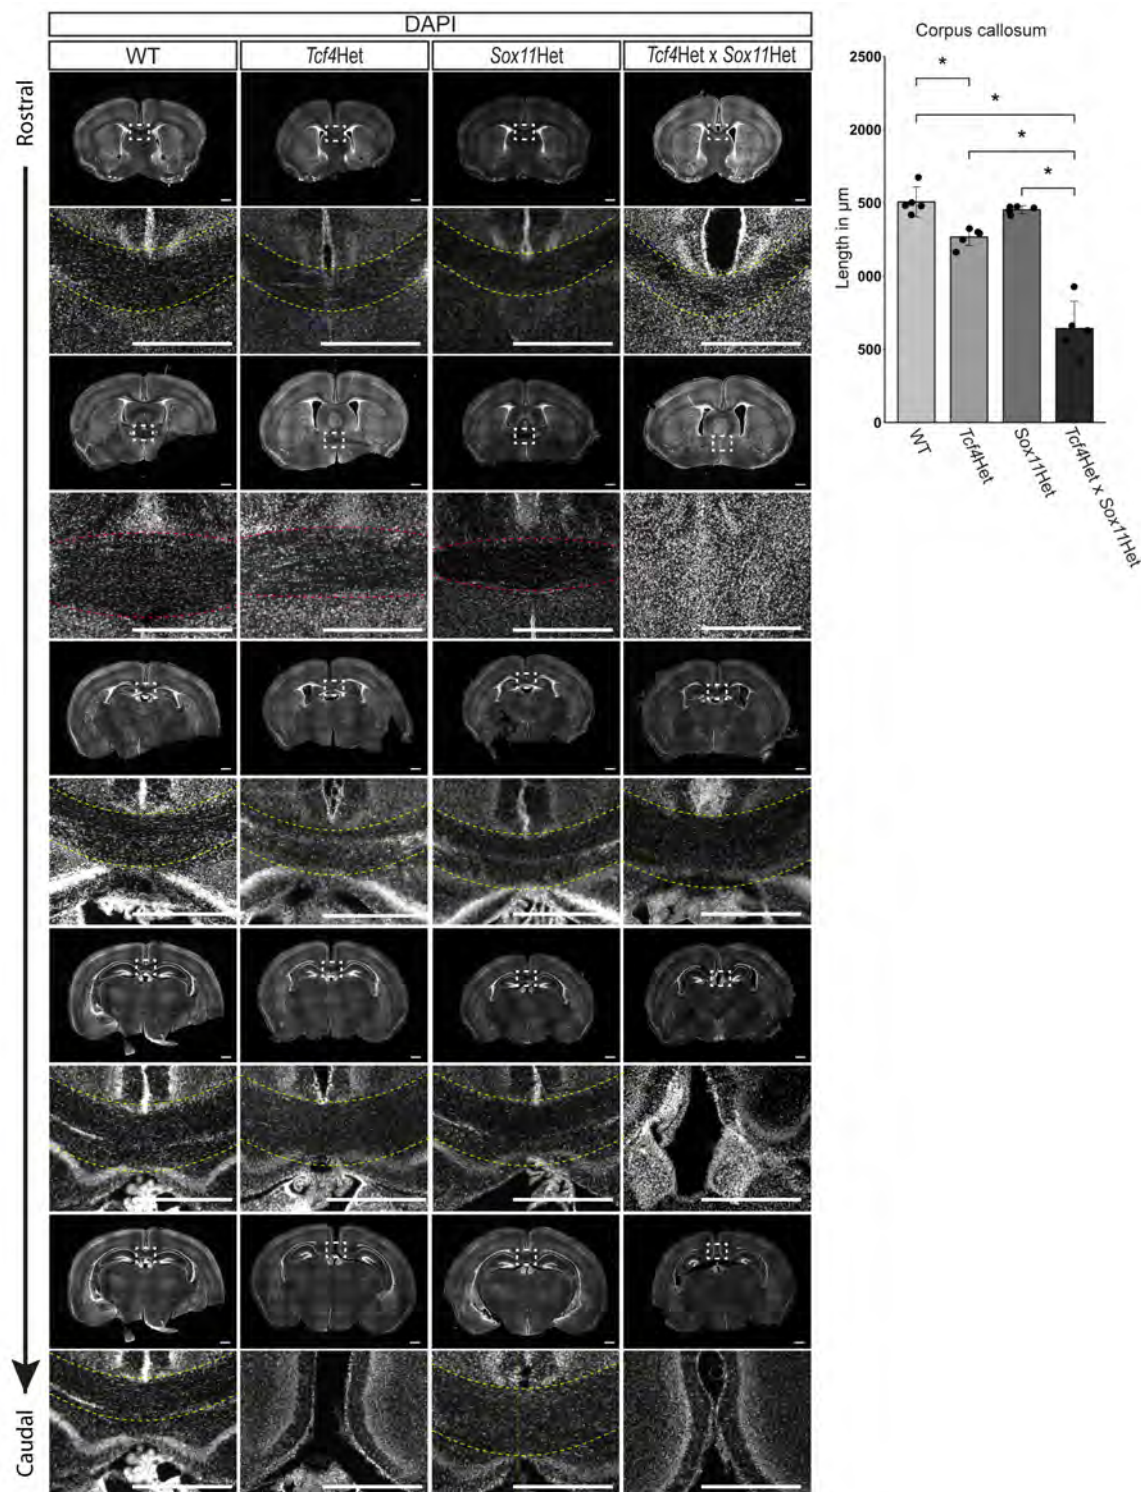 DAPI
WT
Tcf4Het
Sox11Het
Tcf4Het x Sox11Het
Rostral
Caudal
Corpus callosum
Length in µm
2500
2000
500
000
500
0
*
*
*
*
WT
Tcf4Het
Sox11Het
Tcf4Het x Sox11Het